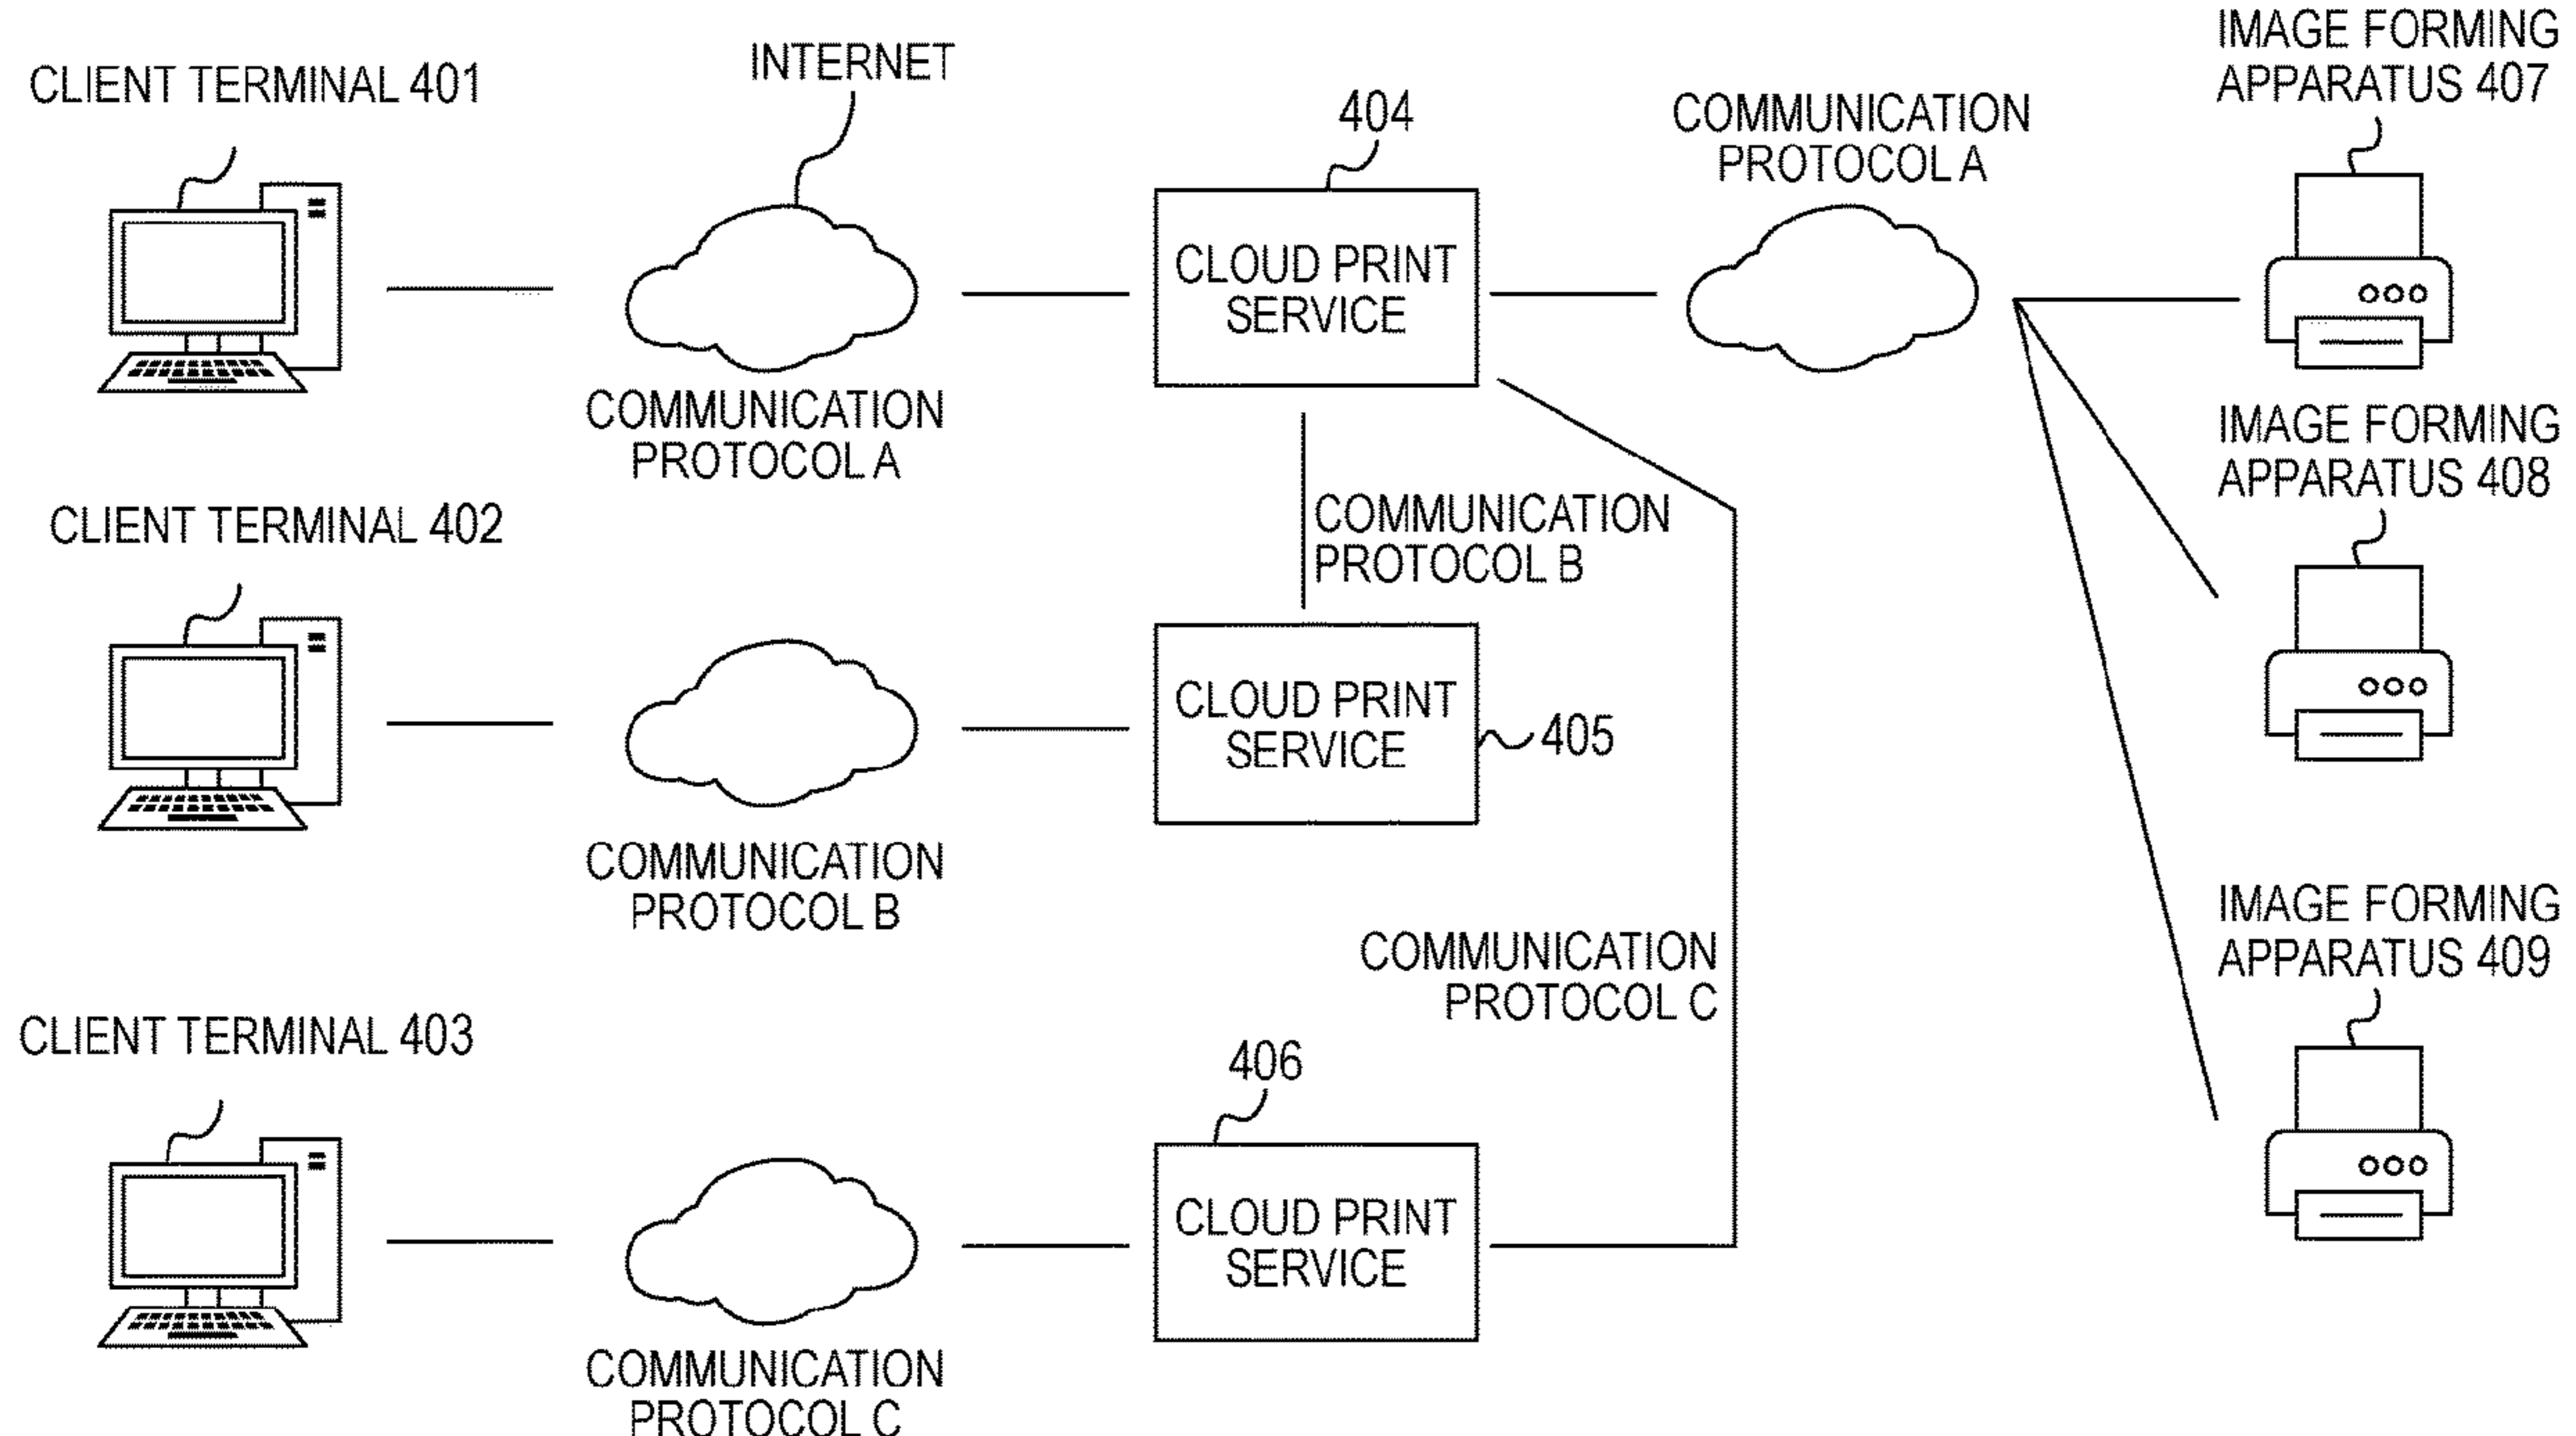 CLIENT TERMINAL 401
INTERNET
404
COMMUNICATION
PROTOCOL A
IMAGE FORMING
APPARATUS 407
CLOUD PRINT
SERVICE
COMMUNICATION
PROTOCOL A
IMAGE FORMING
APPARATUS 408
CLIENT TERMINAL 402
COMMUNICATION
PROTOCOL B
CLOUD PRINT
SERVICE
405
COMMUNICATION
PROTOCOL B
IMAGE FORMING
APPARATUS 409
COMMUNICATION
PROTOCOL C
CLIENT TERMINAL 403
406
CLOUD PRINT
SERVICE
COMMUNICATION
PROTOCOL C